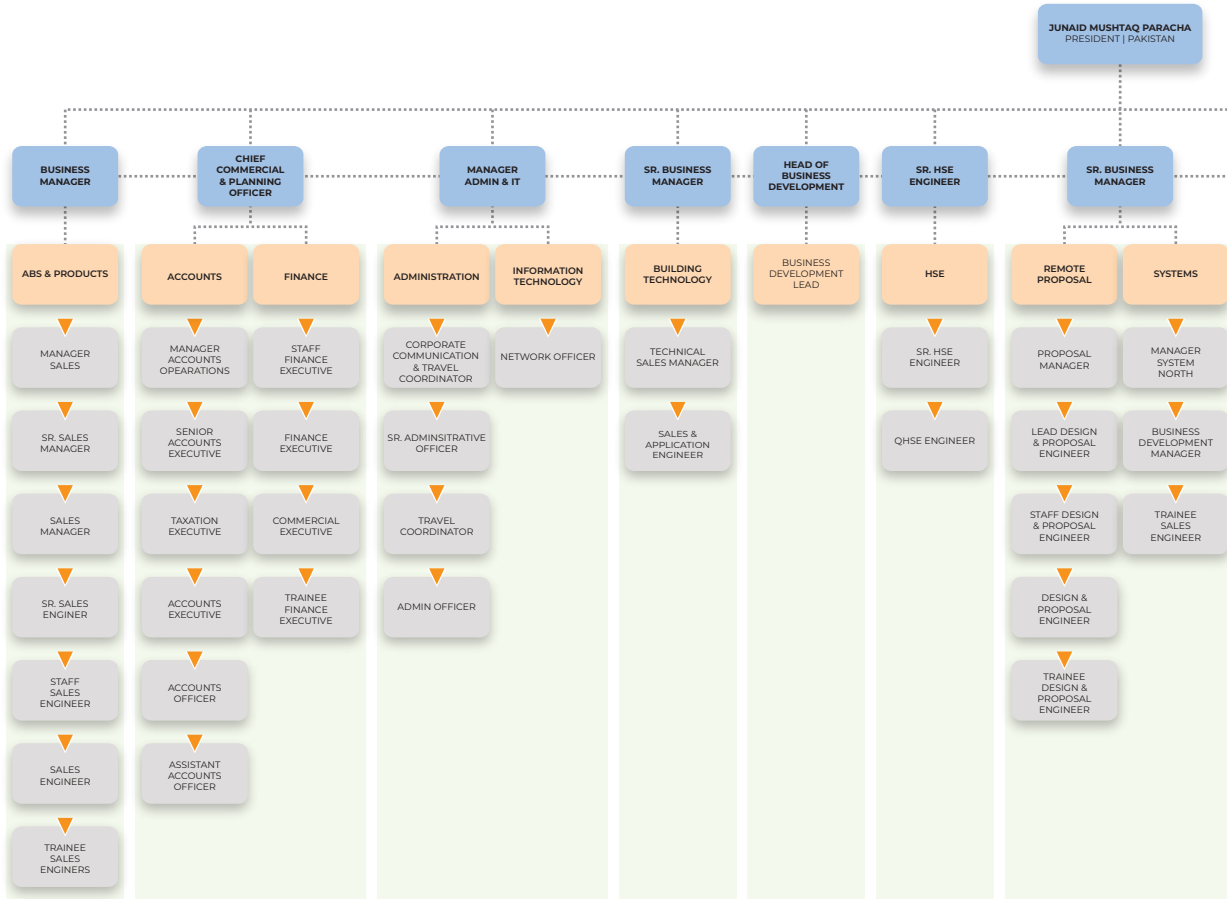 JUNAID MUSHTAQ PARACHA
PRESIDENT | PAKISTAN
BUSINESS
MANAGER
CHIEF
COMMERCIAL
& PLANNING
OFFICER
MANAGER
ADMIN & IT
SR. BUSINESS
MANAGER
HEAD OF
BUSINESS
DEVELOPMENT
SR. HSE
ENGINEER
SR. BUSINESS
MANAGER
ABS & PRODUCTS
ACCOUNTS
FINANCE
ADMINISTRATION
INFORMATION
TECHNOLOGY
BUILDING
TECHNOLOGY
BUSINESS
DEVELOPMENT
LEAD
HSE
REMOTE
PROPOSAL
SYSTEMS
MANAGER
SALES
MANAGER
ACCOUNTS
OPEARATIONS
STAFF
FINANCE
EXECUTIVE
CORPORATE
COMMUNICATION
& TRAVEL
COORDINATOR
NETWORK OFFICER
TECHNICAL
SALES MANAGER
SR. HSE
ENGINEER
PROPOSAL
MANAGER
MANAGER
SYSTEM
NORTH
SR. SALES
MANAGER
SENIOR
ACCOUNTS
EXECUTIVE
FINANCE
EXECUTIVE
SR. ADMINSITRATIVE
OFFICER
SALES &
APPLICATION
ENGINEER
QHSE ENGINEER
LEAD DESIGN
& PROPOSAL
ENGINEER
BUSINESS
DEVELOPMENT
MANAGER
SALES
MANAGER
TAXATION
EXECUTIVE
COMMERCIAL
EXECUTIVE
TRAVEL
COORDINATOR
STAFF DESIGN
& PROPOSAL
ENGINEER
TRAINEE
SALES
ENGINEER
SR. SALES
ENGINER
ACCOUNTS
EXECUTIVE
TRAINEE
FINANCE
EXECUTIVE
ADMIN OFFICER
DESIGN &
PROPOSAL
ENGINEER
STAFF
SALES
ENGINEER
ACCOUNTS
OFFICER
TRAINEE
DESIGN &
PROPOSAL
ENGINEER
SALES
ENGINEER
ASSISTANT
ACCOUNTS
OFFICER
TRAINEE
SALES
ENGINERS